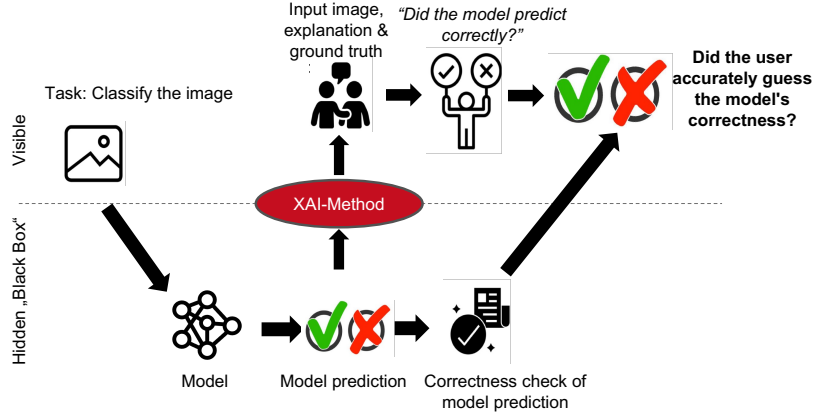 Input image,
explanation &
ground truth
:
“Did the model predict
correctly?”
Did the user
accurately guess
the model's
correctness?
Task: Classify the image
Visible
XAI-Method
Hidden „Black Box“
Model
Model prediction
Correctness check of
model prediction